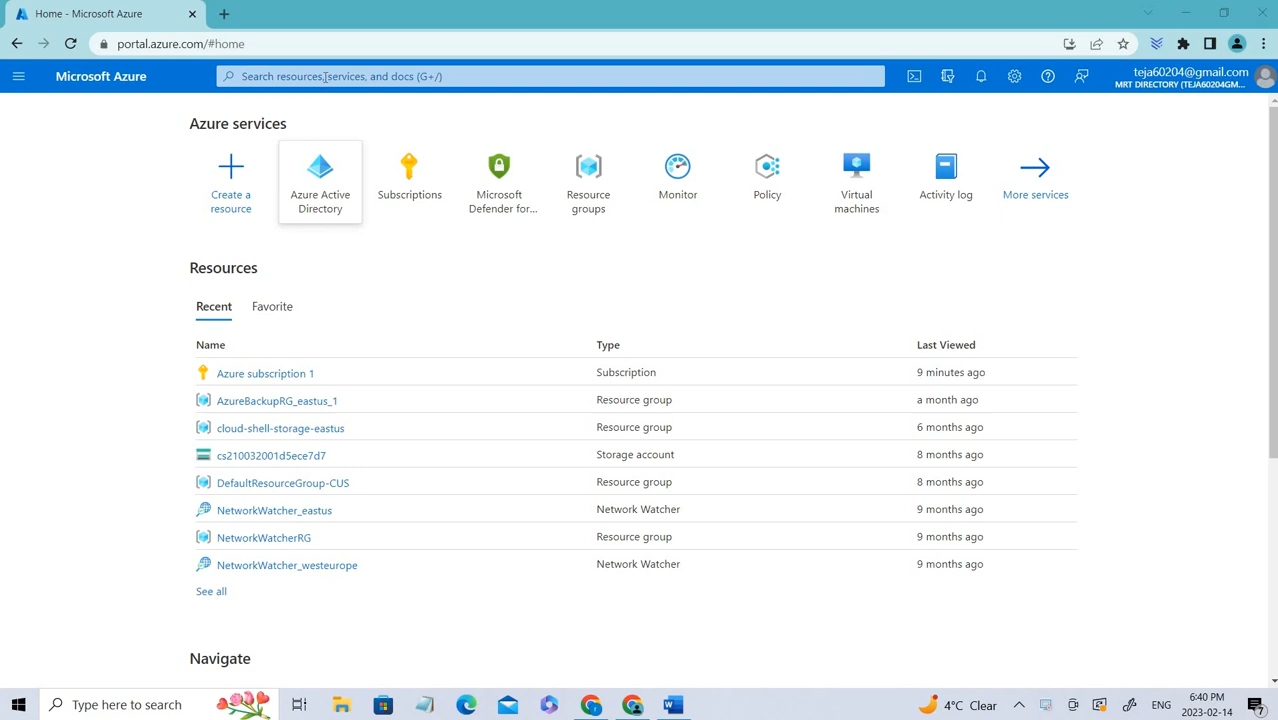 Home - Microsoft Azure
portal.azure.com/#home
Microsoft Azure
Search resources, services, and docs (G+/)
teja60204@gmail.com
MRT DIRECTORY (TEJA60204GM...
Azure services
Create a
resource
Azure Active
Directory
Subscriptions
Microsoft
Defender for...
Resource
groups
Monitor
Policy
Virtual
machines
Activity log
More services
Resources
Recent Favorite
Name Type Last Viewed
Azure subscription 1 Subscription 9 minutes ago
AzureBackupRG_eastus_1 Resource group a month ago
cloud-shell-storage-eastus Resource group 6 months ago
cs210032001d5ece7d7 Storage account 8 months ago
DefaultResourceGroup-CUS Resource group 8 months ago
NetworkWatcher_eastus Network Watcher 9 months ago
NetworkWatcherRG Resource group 9 months ago
NetworkWatcher_westeurope Network Watcher 9 months ago
See all
Navigate
Type here to search
4°C Clear
ENG
6:40 PM
2023-02-14
7